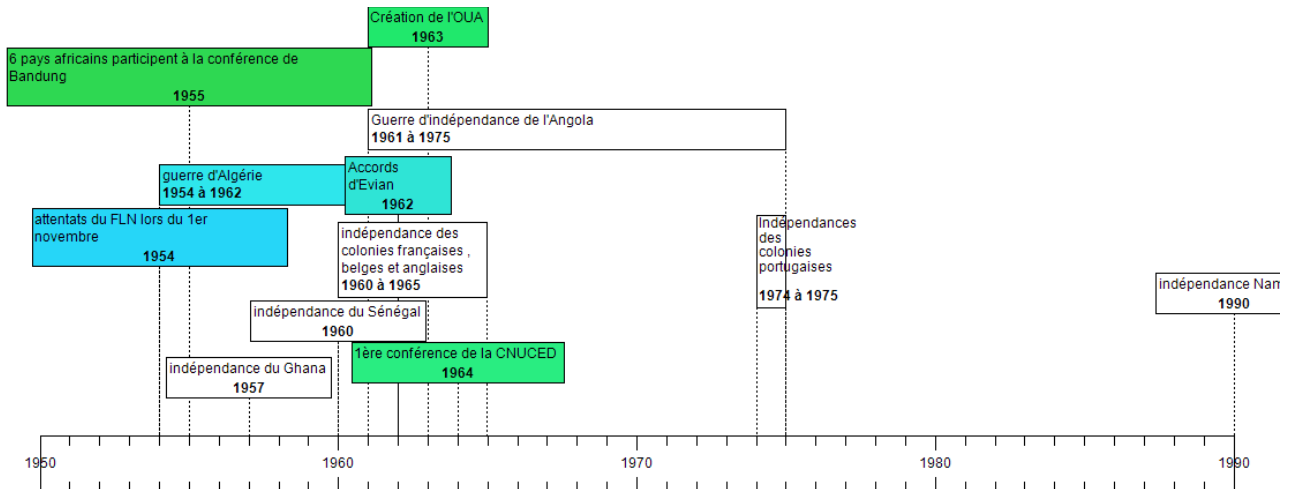 Création de l'OUA
1963
6 pays africains participent à la conférence de
Bandung
1955
Guerre d'indépendance de l'Angola
1961 à 1975
guerre d'Algérie
1954 à 1962
Accords
d'Evian
1962
attentats du FLN lors du 1er
novembre
1954
indépendance des
colonies françaises ,
belges et anglaises
1960 à 1965
Indépendances
des
colonies
portugaises
1974 à 1975
indépendance Nam
1990
indépendance du Sénégal
1960
1ère conférence de la CNUCED
1964
indépendance du Ghana
1957
1950 1960 1970 1980 1990